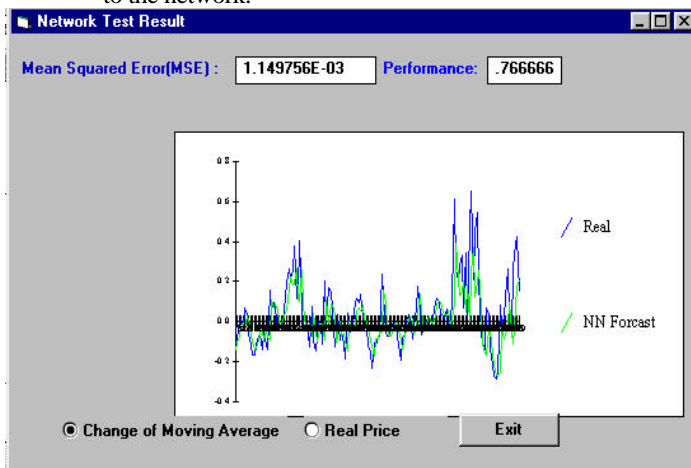 to the network.
Network Test Result
Mean Squared Error(MSE) : 1.149756E-03 Performance: .766666
0.8
0.6
0.4
0.2
0.0
-0.2
-0.4
Real
NN Forcast
Change of Moving Average Real Price Exit